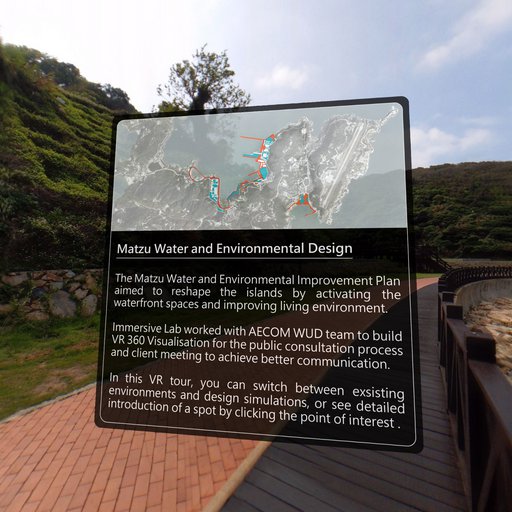 Matzu Water and Environmental Design
The Matzu Water and Environmental Improvement Plan
aimed to reshape the islands by activating the
waterfront spaces and improving living environment.
Immersive Lab worked with AECOM WUD team to build
VR 360 Visualisation for the public consultation process
and client meeting to achieve better communication.
In this VR tour, you can switch between exsisting
environments and design simulations, or see detailed
introduction of a spot by clicking the point of interest .